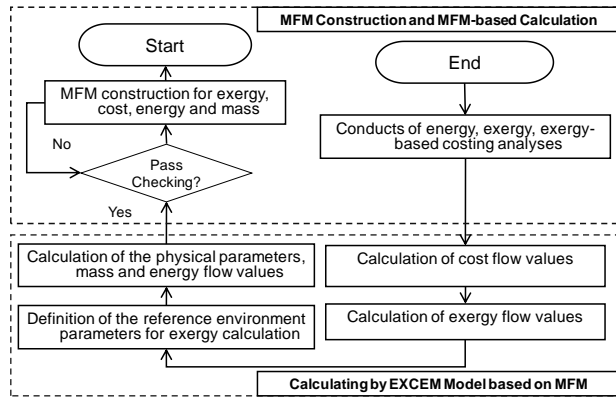 MFM Construction and MFM-based Calculation
Start
MFM construction for exergy,
cost, energy and mass
No
Pass
Checking?
Yes
Calculation of the physical parameters,
mass and energy flow values
Definition of the reference environment
parameters for exergy calculation
End
Conducts of energy, exergy, exergy-
based costing analyses
Calculation of cost flow values
Calculation of exergy flow values
Calculating by EXCEM Model based on MFM